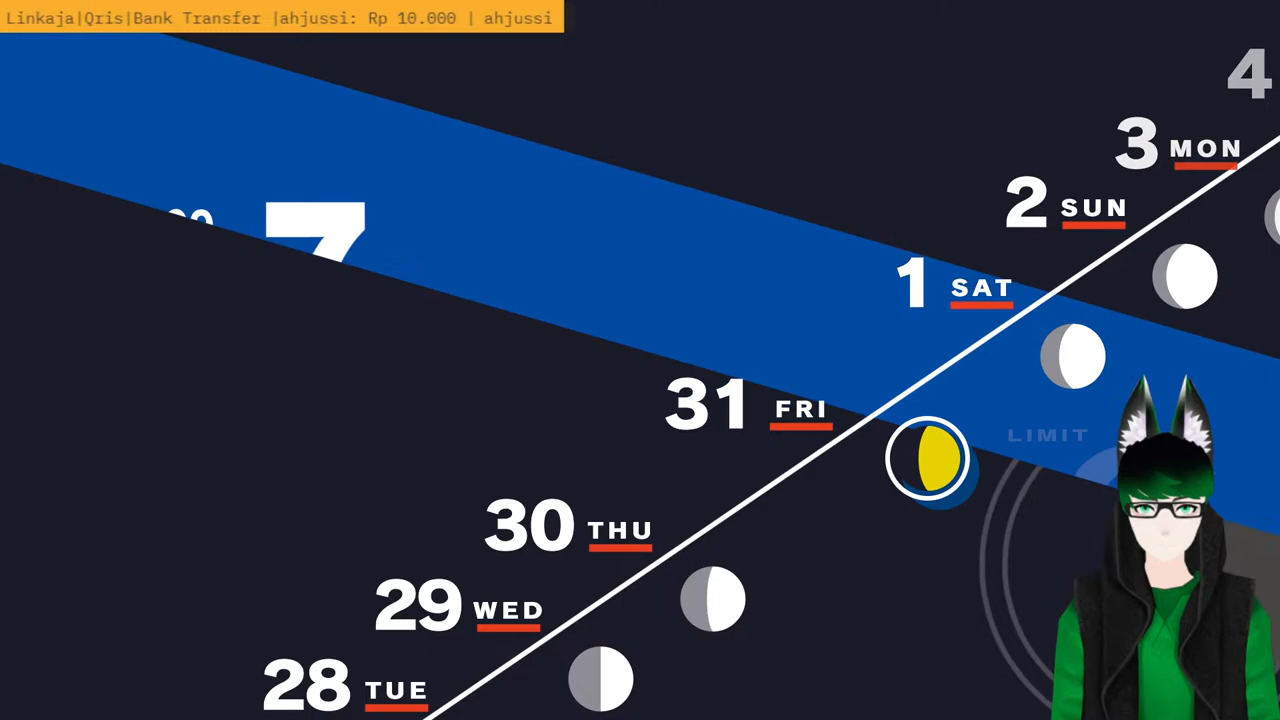 Linkaja|Qris|Bank Transfer |ahjussi: Rp 10.000 | ahjussi
4
3 MON
2 SUN
7
1 SAT
31 FRI
LIMIT
30 THU
29 WED
28 TUE